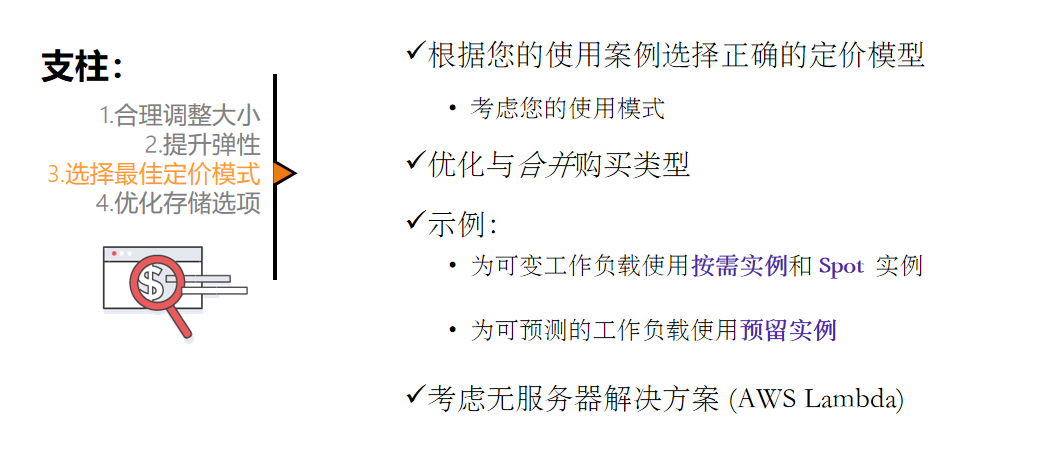 支柱：
1.合理调整大小
2.提升弹性
3.选择最佳定价模式
4.优化存储选项
✓根据您的使用案例选择正确的定价模型
• 考虑您的使用模式
✓优化与合并购买类型
✓示例：
• 为可变工作负载使用按需实例和 Spot 实例
• 为可预测的工作负载使用预留实例
✓考虑无服务器解决方案 (AWS Lambda)